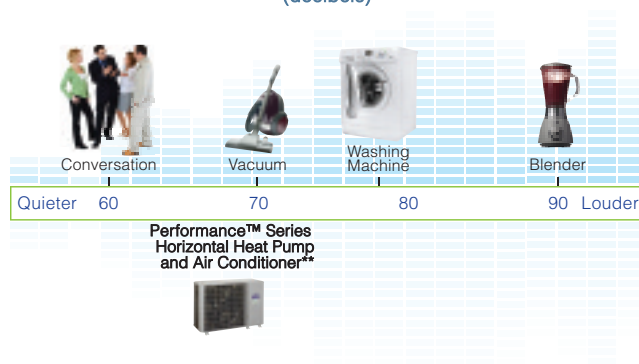 (decibels)
Conversation
Vacuum
Washing
Machine
Blender
Quieter 60 70 80 90 Louder
Performance™ Series
Horizontal Heat Pump
and Air Conditioner**